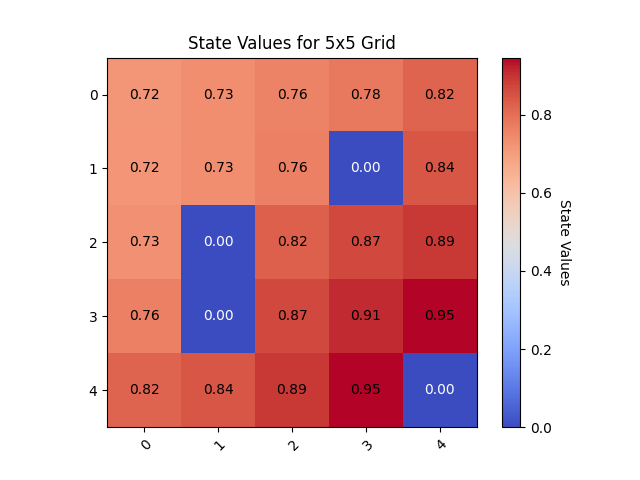 State Values for 5x5 Grid
0 0.72 0.73 0.76 0.78 0.82
1 0.72 0.73 0.76 0.00 0.84
2 0.73 0.00 0.82 0.87 0.89
3 0.76 0.00 0.87 0.91 0.95
4 0.82 0.84 0.89 0.95 0.00
0 1 2 3 4
0.8
0.6
0.4
0.2
0.0
State Values